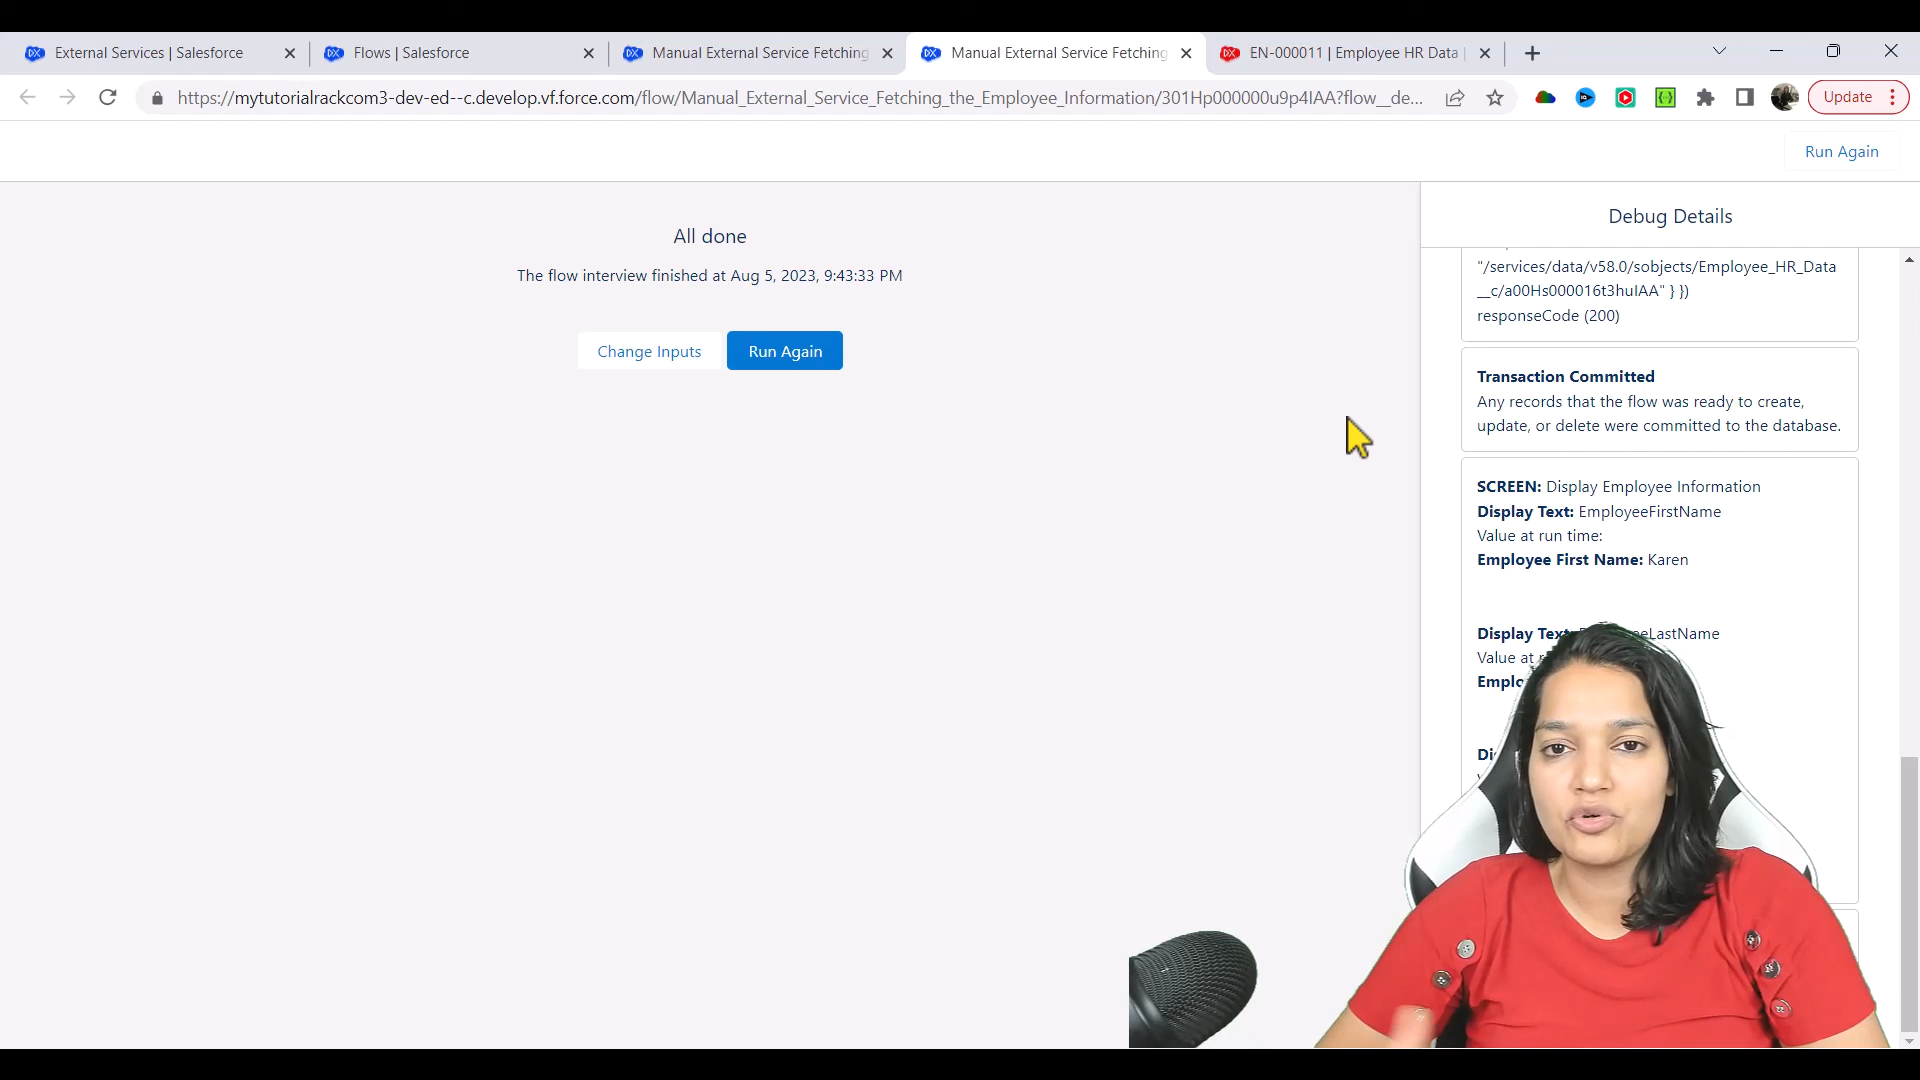 External Services | Salesforce
Flows | Salesforce
Manual External Service Fetching
Manual External Service Fetching
EN-000011 | Employee HR Data |
https://mytutorialrackcom3-dev-ed--c.develop.vf.force.com/flow/Manual_External_Service_Fetching_the_Employee_Information/301Hp000000u9p4IAA?flow__de...
Update
Run Again
All done
The flow interview finished at Aug 5, 2023, 9:43:33 PM
Change Inputs
Run Again
Debug Details
"/services/data/v58.0/sobjects/Employee_HR_Data
__c/a00Hs000016t3huIAA" } })
responseCode (200)
Transaction Committed
Any records that the flow was ready to create,
update, or delete were committed to the database.
SCREEN: Display Employee Information
Display Text: EmployeeFirstName
Value at run time:
Employee First Name: Karen
Display Text: eLastName
Value at
Emplo